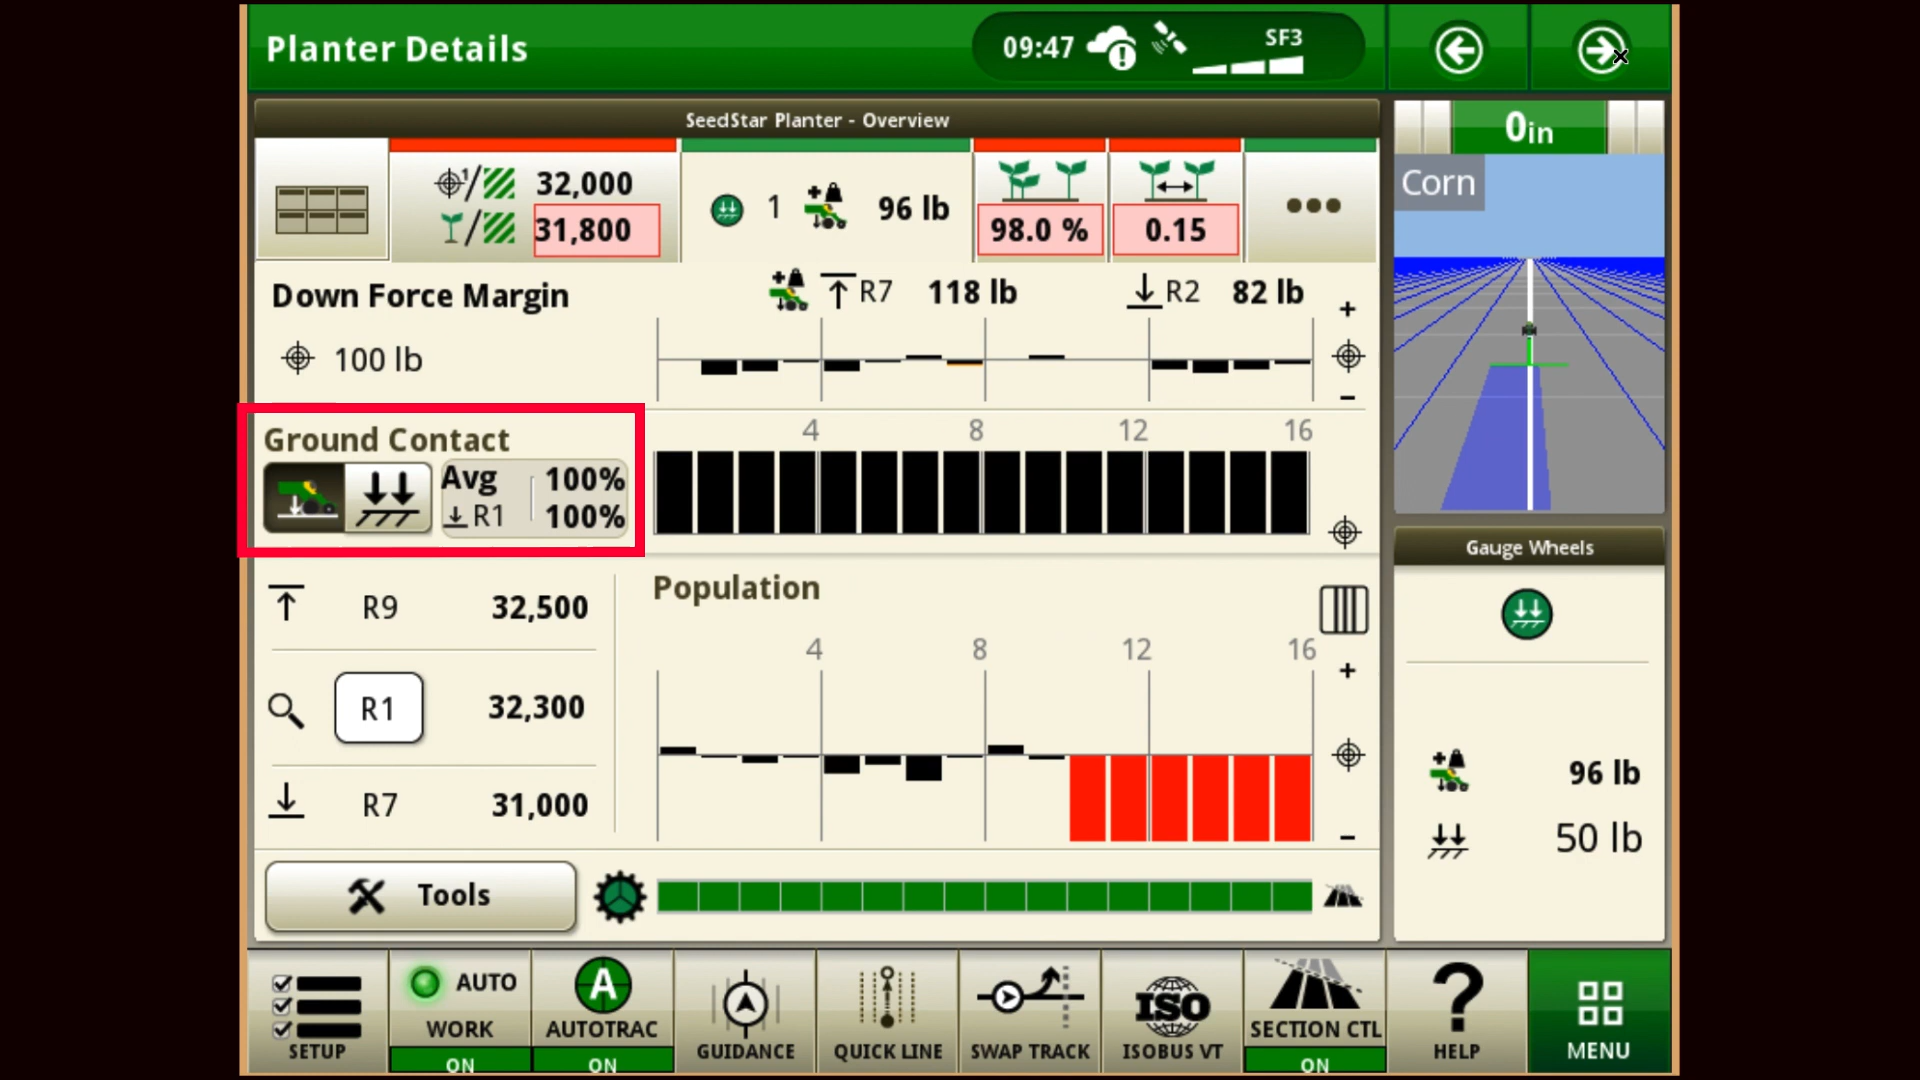 Planter Details
09:47
SF3
SeedStar Planter - Overview
0in
Corn
1/ 32,000
/ 31,800
1 96 lb
98.0 %
0.15
Down Force Margin
R7 118 lb
R2 82 lb
+
100 lb
-
Ground Contact
Avg 100%
R1 100%
4 8 12 16
Gauge Wheels
Population
R9 32,500
4 8 12 16
+
R1 32,300
96 lb
R7 31,000
-
50 lb
Tools
SETUP
AUTO
WORK
ON
A
AUTOTRAC
ON
GUIDANCE
QUICK LINE
SWAP TRACK
ISO
ISOBUS VT
SECTION CTL
ON
?
HELP
MENU